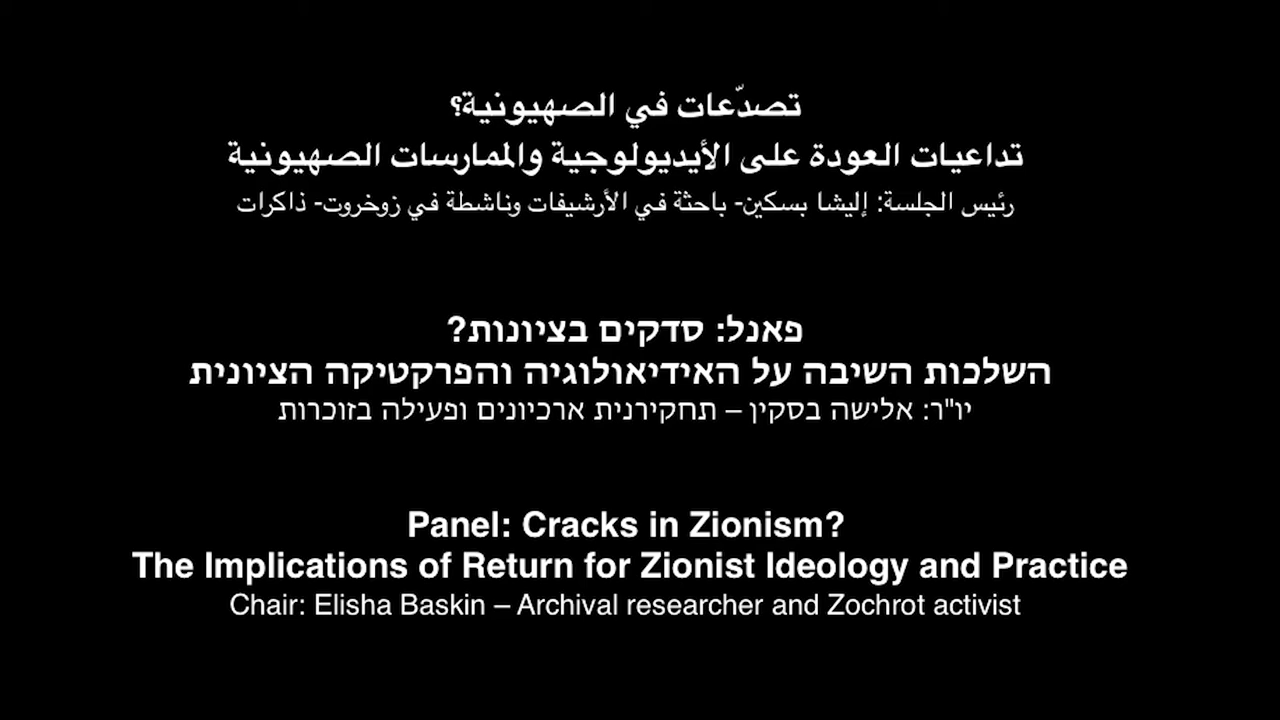 تصدّعات في الصهيونية؟
تداعيات العودة على الأيديولوجية والممارسات الصهيونية
رئيس الجلسة: إليشا بسكين- باحثة في الأرشيفات وناشطة في زوخروت- ذاكرات
פאנל: סדקים בציונות?
השלכות השיבה על האידיאולוגיה והפרקטיקה הציונית
יו"ר: אלישה בסקין – תחקירנית ארכיונים ופעילה בזוכרות
Panel: Cracks in Zionism?
The Implications of Return for Zionist Ideology and Practice
Chair: Elisha Baskin – Archival researcher and Zochrot activist